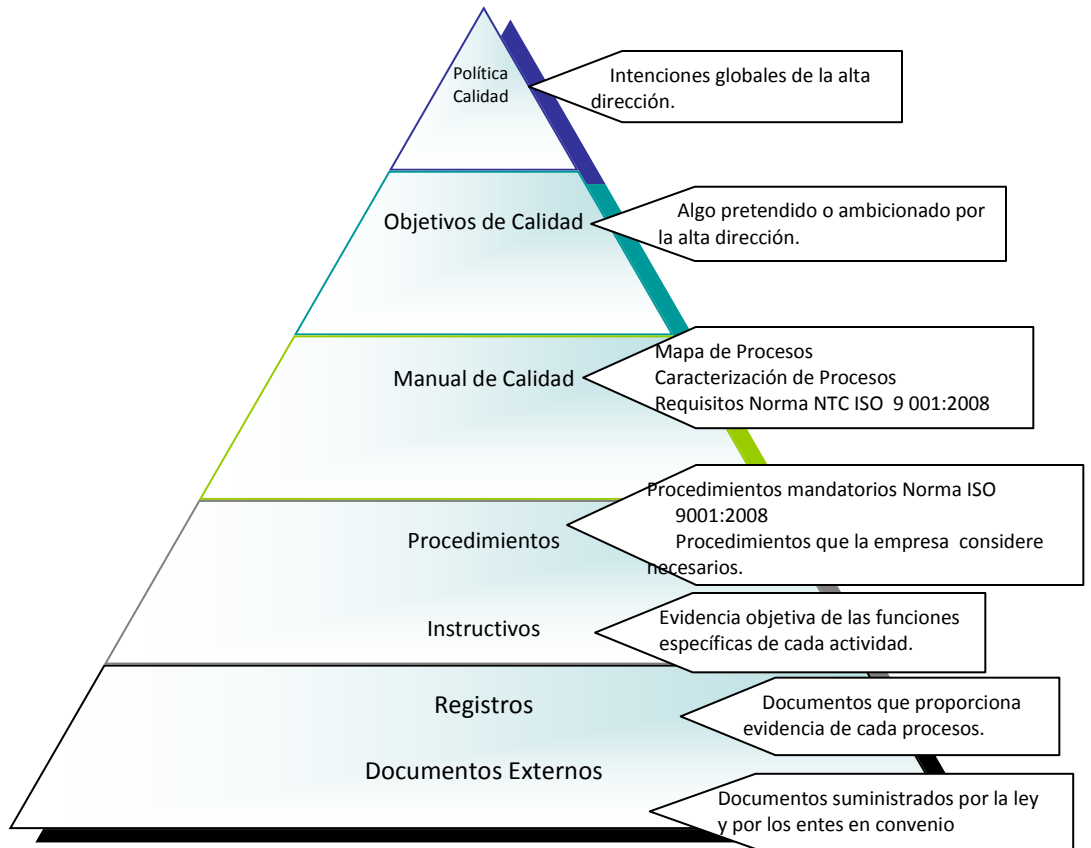 Política
Calidad
Intenciones globales de la alta
dirección.
Objetivos de Calidad
Algo pretendido o ambicionado por
la alta dirección.
Manual de Calidad
Mapa de Procesos
Caracterización de Procesos
Requisitos Norma NTC ISO 9 001:2008
Procedimientos
Procedimientos mandatorios Norma ISO
9001:2008
Procedimientos que la empresa considere
necesarios.
Instructivos
Evidencia objetiva de las funciones
específicas de cada actividad.
Registros
Documentos que proporciona
evidencia de cada procesos.
Documentos Externos
Documentos suministrados por la ley
y por los entes en convenio